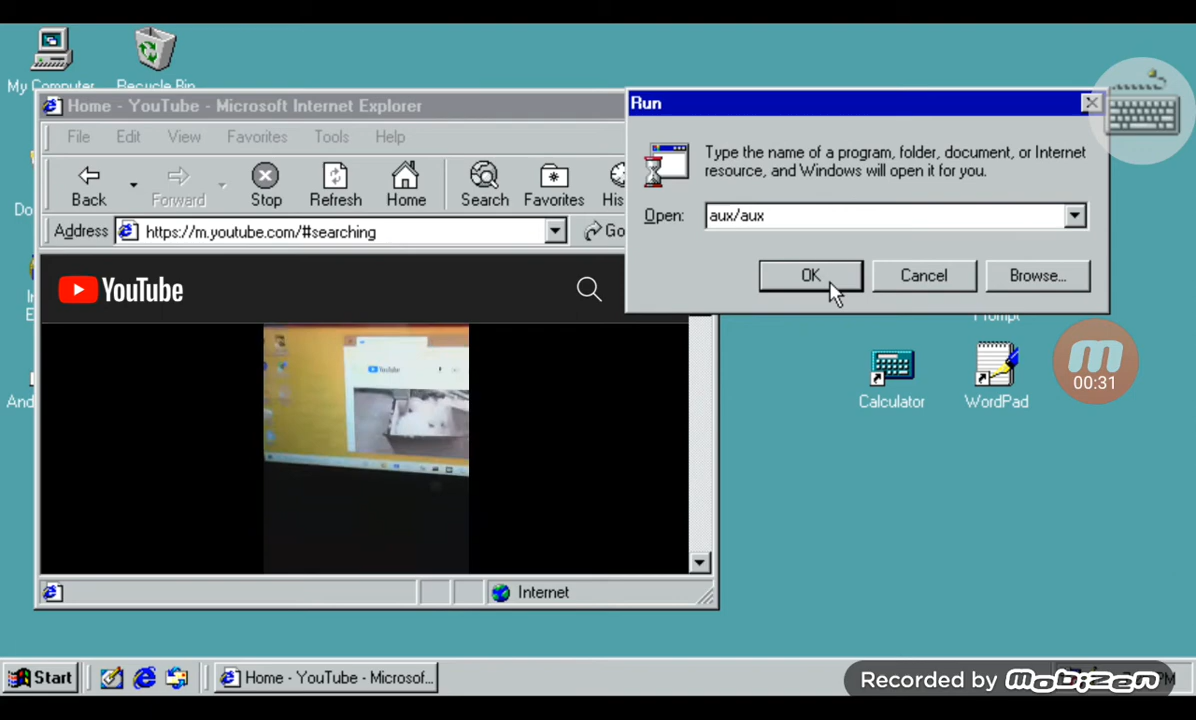 My Computer
Recycle Bin
Home - YouTube - Microsoft Internet Explorer
File Edit View Favorites Tools Help
Back Forward Stop Refresh Home Search Favorites
Address https://m.youtube.com/#searching Go
YouTube
YouTube
Internet
Run
Type the name of a program, folder, document, or Internet
resource, and Windows will open it for you.
Open: aux/aux
OK Cancel Browse...
Prompt
Calculator WordPad
00:31
Start Home - YouTube - Microsof...
Recorded by mobizen